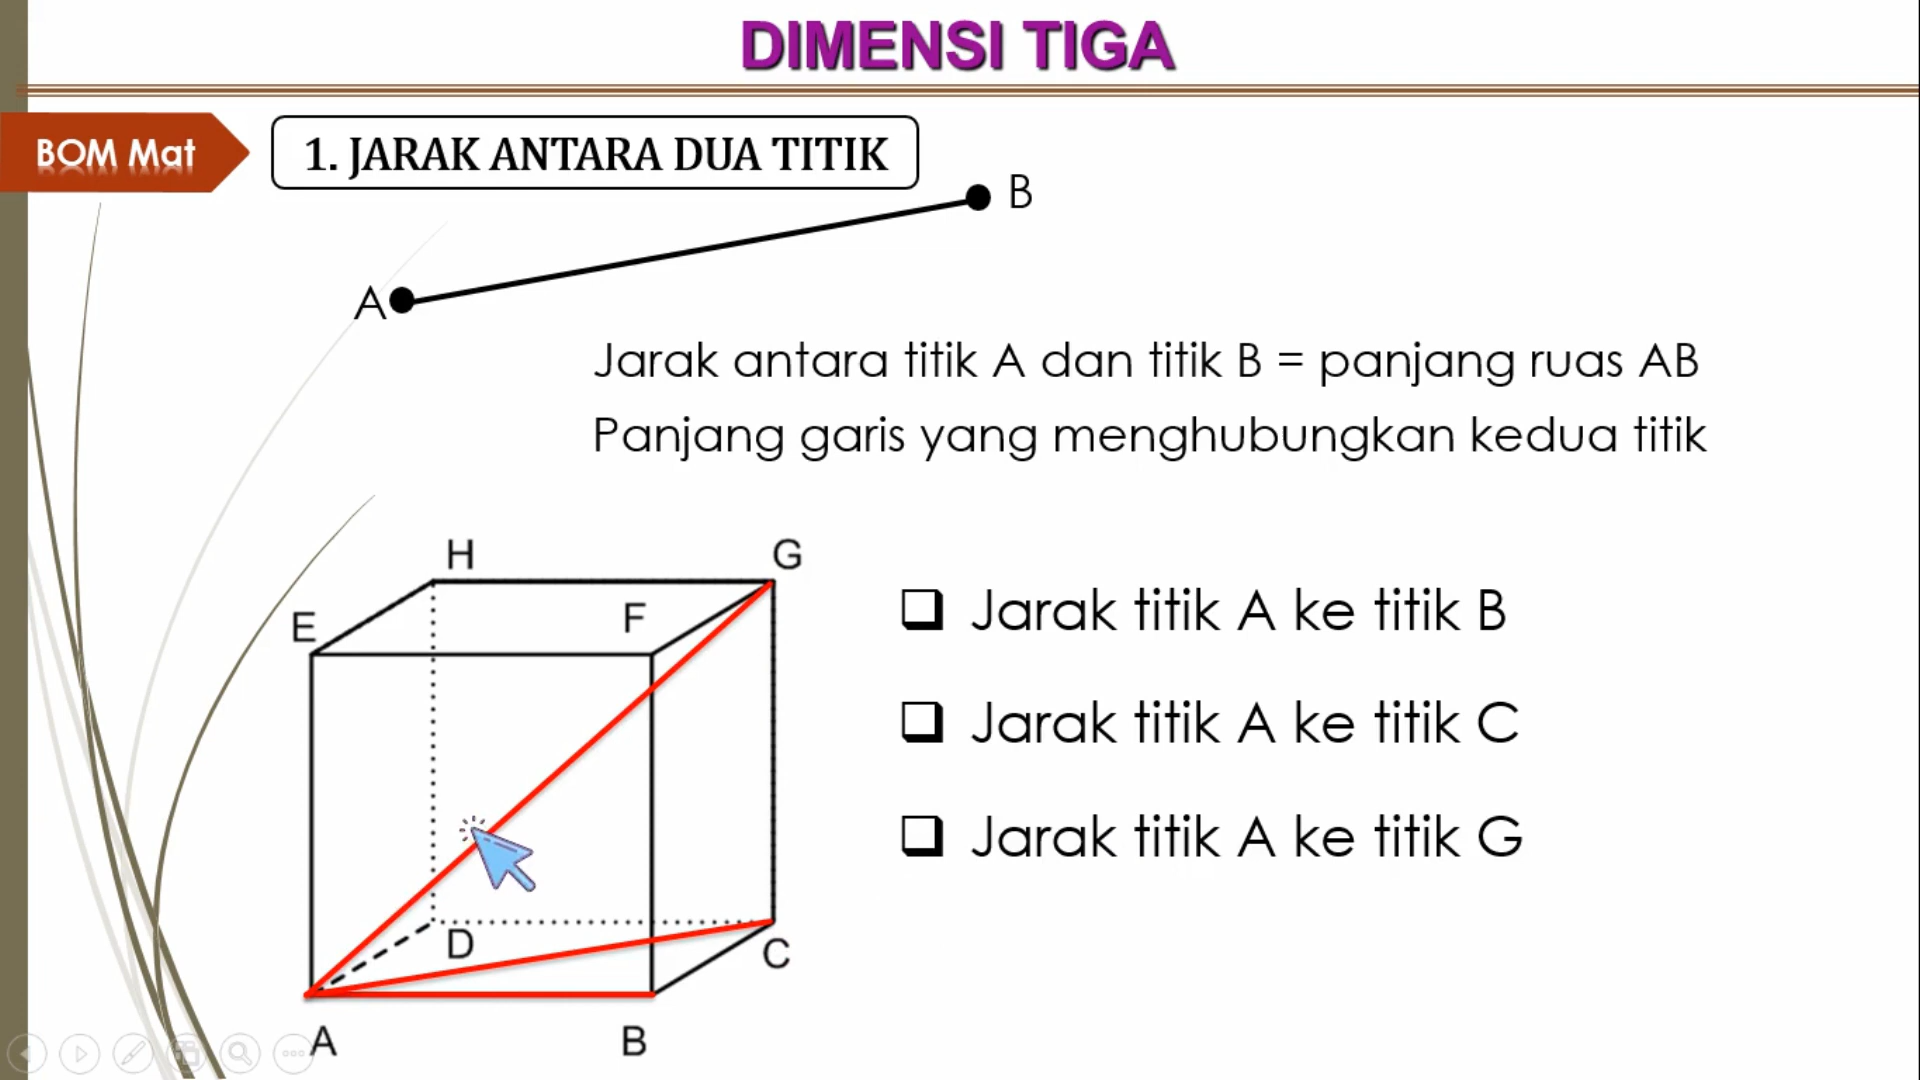 DIMENSI TIGA
BOM Mat
1. JARAK ANTARA DUA TITIK
B
A
Jarak antara titik A dan titik B = panjang ruas AB
Panjang garis yang menghubungkan kedua titik
H
G
E
F
D
C
A
B
Jarak titik A ke titik B
Jarak titik A ke titik C
Jarak titik A ke titik G